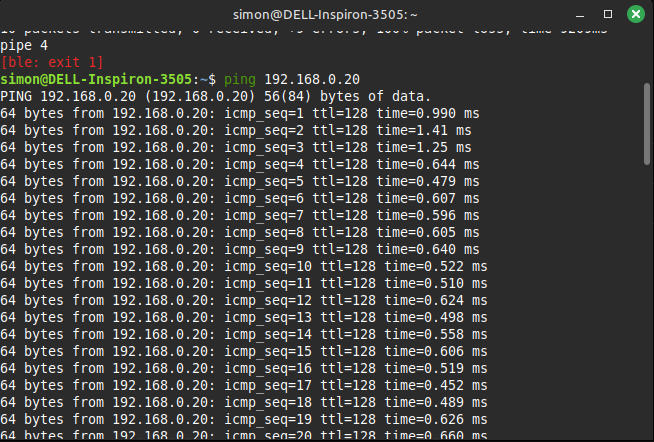 simon@DELL-Inspiron-3505: ~
10 packets transmitted, 0 received, +9 errors, 100% packet loss, time 9209ms
pipe 4
[ble: exit 1]
simon@DELL-Inspiron-3505:~$ ping 192.168.0.20
PING 192.168.0.20 (192.168.0.20) 56(84) bytes of data.
64 bytes from 192.168.0.20: icmp_seq=1 ttl=128 time=0.990 ms
64 bytes from 192.168.0.20: icmp_seq=2 ttl=128 time=1.41 ms
64 bytes from 192.168.0.20: icmp_seq=3 ttl=128 time=1.25 ms
64 bytes from 192.168.0.20: icmp_seq=4 ttl=128 time=0.644 ms
64 bytes from 192.168.0.20: icmp_seq=5 ttl=128 time=0.479 ms
64 bytes from 192.168.0.20: icmp_seq=6 ttl=128 time=0.607 ms
64 bytes from 192.168.0.20: icmp_seq=7 ttl=128 time=0.596 ms
64 bytes from 192.168.0.20: icmp_seq=8 ttl=128 time=0.605 ms
64 bytes from 192.168.0.20: icmp_seq=9 ttl=128 time=0.640 ms
64 bytes from 192.168.0.20: icmp_seq=10 ttl=128 time=0.522 ms
64 bytes from 192.168.0.20: icmp_seq=11 ttl=128 time=0.510 ms
64 bytes from 192.168.0.20: icmp_seq=12 ttl=128 time=0.624 ms
64 bytes from 192.168.0.20: icmp_seq=13 ttl=128 time=0.498 ms
64 bytes from 192.168.0.20: icmp_seq=14 ttl=128 time=0.558 ms
64 bytes from 192.168.0.20: icmp_seq=15 ttl=128 time=0.606 ms
64 bytes from 192.168.0.20: icmp_seq=16 ttl=128 time=0.519 ms
64 bytes from 192.168.0.20: icmp_seq=17 ttl=128 time=0.452 ms
64 bytes from 192.168.0.20: icmp_seq=18 ttl=128 time=0.489 ms
64 bytes from 192.168.0.20: icmp_seq=19 ttl=128 time=0.626 ms
64 bytes from 192.168.0.20: icmp_seq=20 ttl=128 time=0.660 ms